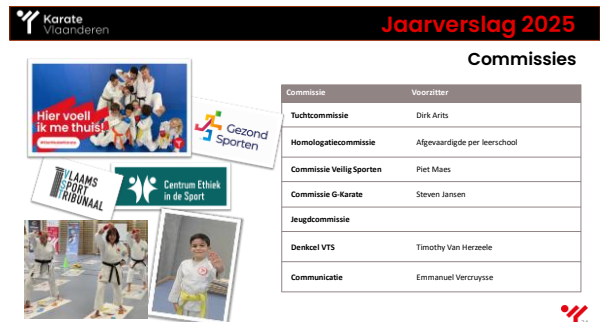 Karate
Vlaanderen
Jaarverslag 2025
Commissies
Hier voel
ik me thuis!
Gezond
Sporten
VLAAMS
SPORT
TRIBUNAAL
Centrum Ethiek
in de Sport
Commissie Voorzitter
Tuchtcommissie Dirk Arits
Homologatiecommissie Afgevaardigde per leerschool
Commissie Veilig Sporten Piet Maes
Commissie G-Karate Steven Jansen
Jeugdcommissie
Denkcel VTS Timothy Van Herzeele
Communicatie Emmanuel Vercruysse